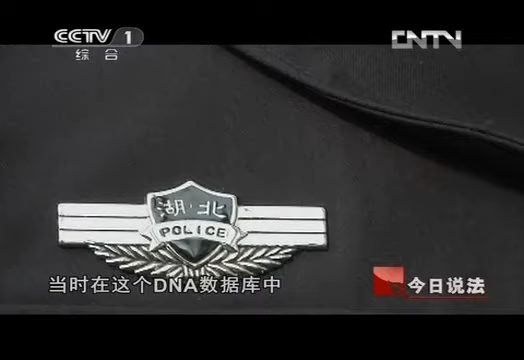 CCTV 1
综合
CNTV
湖·北
POLICE
当时在这个DNA数据库中
今日说法